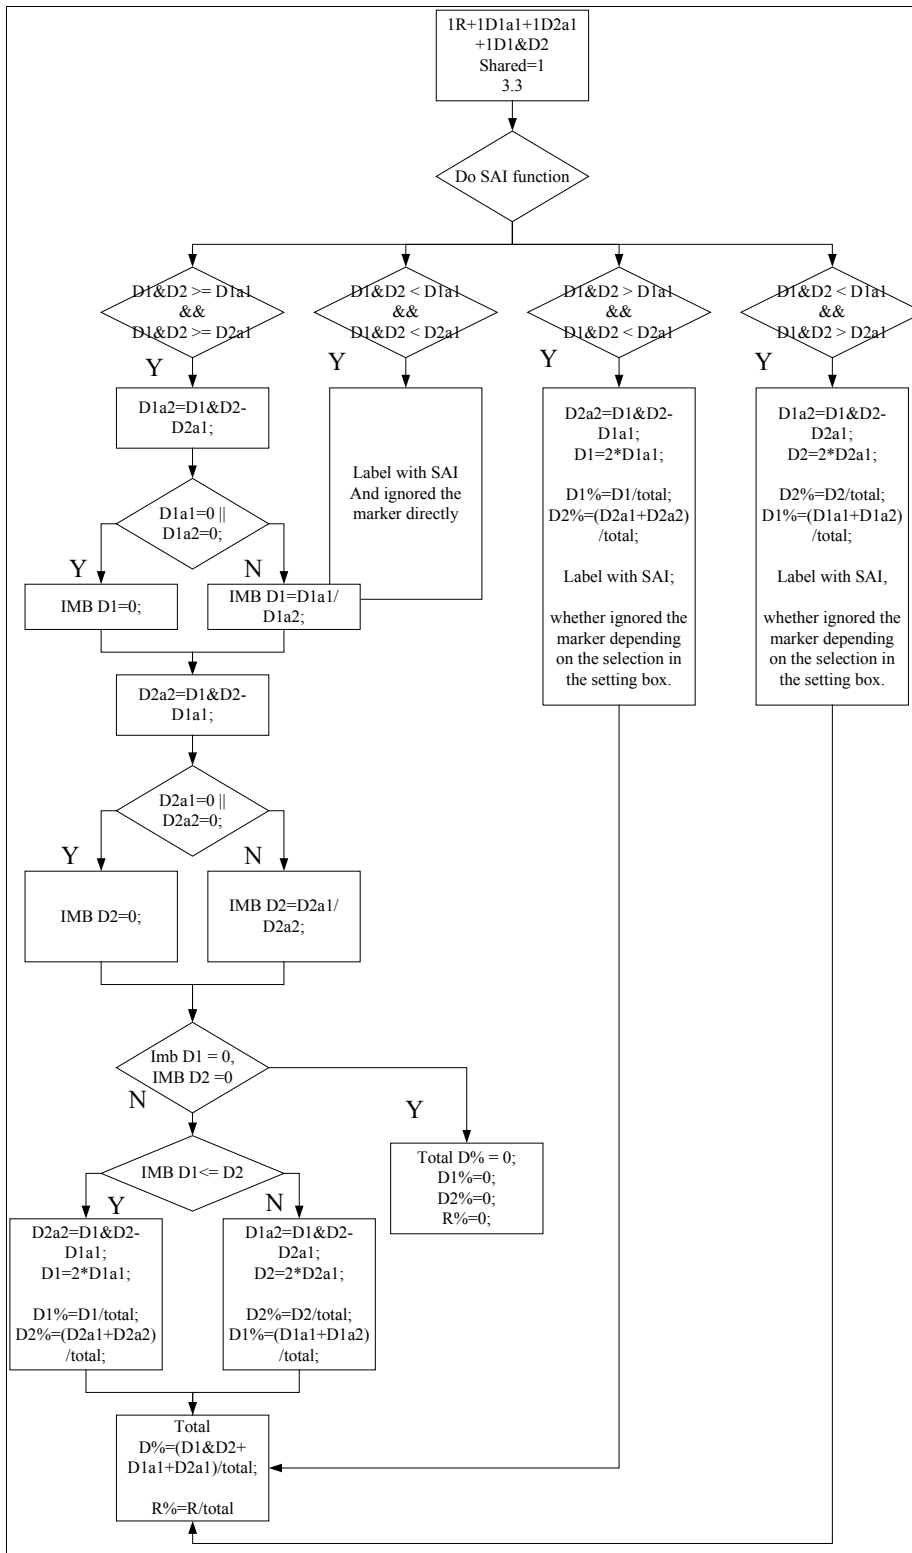 1R+1D1a1+1D2a1
+1D1&D2
Shared=1
3.3
Do SAI function
D1&D2 >= D1a1
&&
D1&D2 >= D2a1
D1&D2 < D1a1
&&
D1&D2 < D2a1
D1&D2 > D1a1
&&
D1&D2 < D2a1
D1&D2 < D1a1
&&
D1&D2 > D2a1
Y
Y
Y
Y
D1a2=D1&D2-
D2a1;
Label with SAI
And ignored the
marker directly
D2a2=D1&D2-
D1a1;
D1=2*D1a1;
D1%=D1/total;
D2%=(D2a1+D2a2)
/total;
Label with SAI;
whether ignored the
marker depending
on the selection in
the setting box.
D1a2=D1&D2-
D2a1;
D2=2*D2a1;
D2%=D2/total;
D1%=(D1a1+D1a2)
/total;
Label with SAI,
whether ignored the
marker depending
on the selection in
the setting box.
D1a1=0 ||
D1a2=0;
Y
N
IMB D1=0;
IMB D1=D1a1/
D1a2;
D2a2=D1&D2-
D1a1;
D2a1=0 ||
D2a2=0;
Y
N
IMB D2=0;
IMB D2=D2a1/
D2a2;
Imb D1 = 0,
IMB D2 =0
N
Y
Total D% = 0;
D1%=0;
D2%=0;
R%=0;
IMB D1<= D2
Y
N
D2a2=D1&D2-
D1a1;
D1=2*D1a1;
D1%=D1/total;
D2%=(D2a1+D2a2)
/total;
D1a2=D1&D2-
D2a1;
D2=2*D2a1;
D2%=D2/total;
D1%=(D1a1+D1a2)
/total;
Total
D%=(D1&D2+
D1a1+D2a1)/total;
R%=R/total